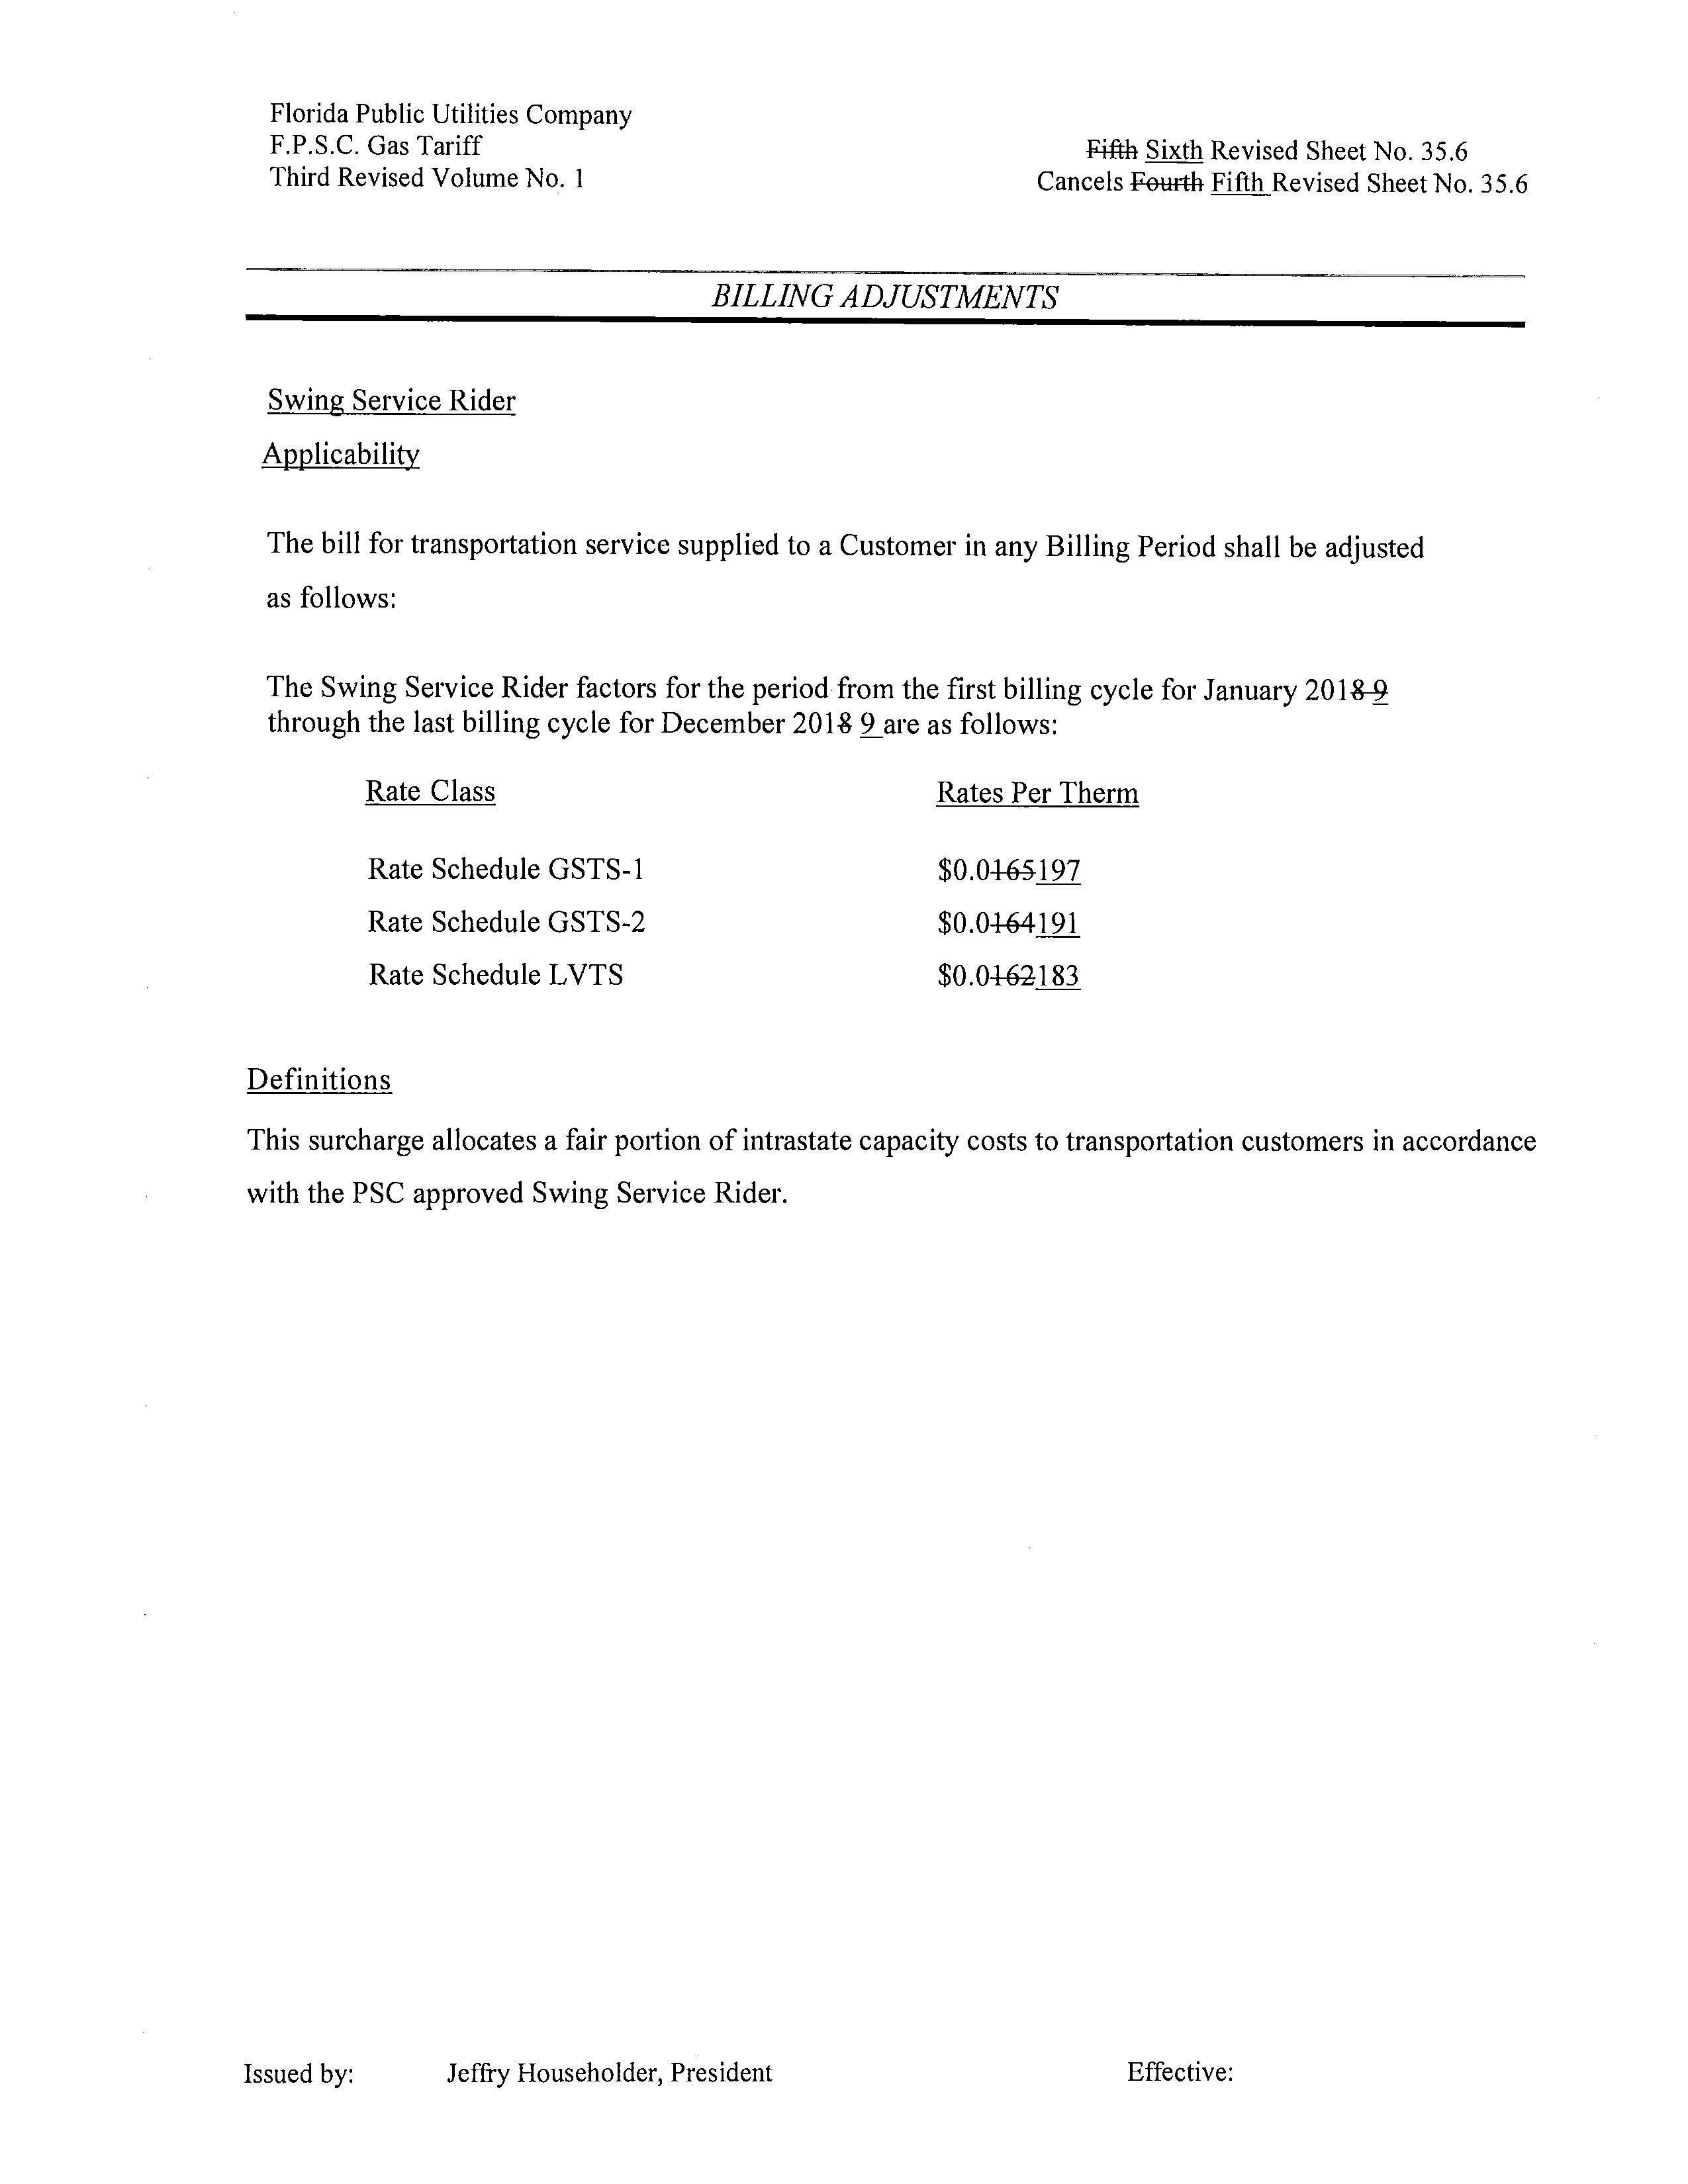 Florida Public Utilities Company
F.P.S.C. Gas Tariff
Third Revised Volume No. 1
Fifth Sixth Revised Sheet No. 35.6
Cancels Fourth Fifth Revised Sheet No. 35.6
BILLING ADJUSTMENTS
Swing Service Rider
Applicability
The bill for transportation service supplied to a Customer in any Billing Period shall be adjusted
as follows:
The Swing Service Rider factors for the period from the first billing cycle for January 2018 9
through the last billing cycle for December 2018 9 are as follows:
Rate Class Rates Per Therm
Rate Schedule GSTS-1 $0.0165197
Rate Schedule GSTS-2 $0.0164191
Rate Schedule LVTS $0.0162183
Definitions
This surcharge allocates a fair portion of intrastate capacity costs to transportation customers in accordance
with the PSC approved Swing Service Rider.
Issued by: Jeffry Householder, President Effective: